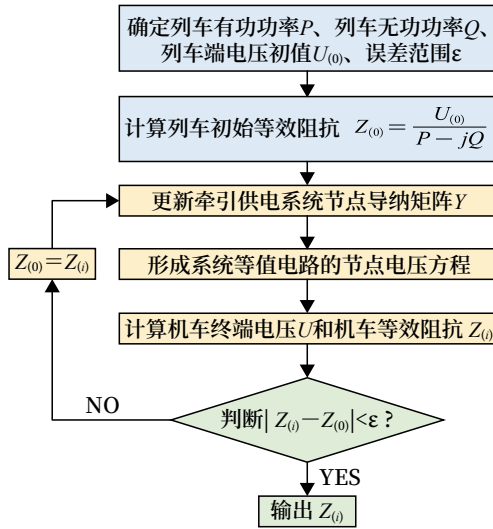 确定列车有功功率P、列车无功功率Q、
列车端电压初值U(0)、误差范围ε
计算列车初始等效阻抗 Z(0)=U(0)/(P−jQ)
更新牵引供电系统节点导纳矩阵Y
Z(0)=Z(i)
形成系统等值电路的节点电压方程
计算机车终端电压U和机车等效阻抗 Z(i)
NO
判断| Z(i)−Z(0)|<ε ?
YES
输出 Z(i)